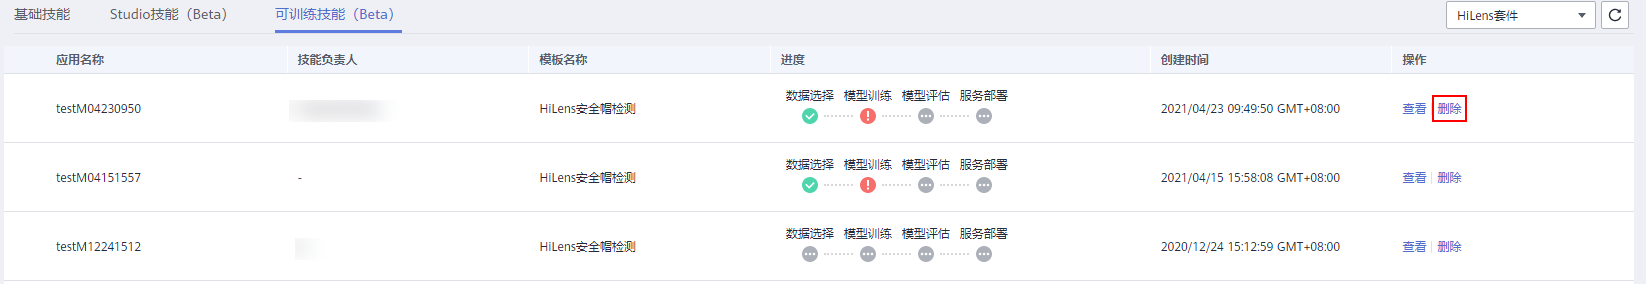 基础技能 Studio技能（Beta） 可训练技能（Beta） HiLens套件
应用名称 技能负责人 模板名称 进度 创建时间 操作
数据选择 模型训练 模型评估 服务部署
testM04230950 HiLens安全帽检测 2021/04/23 09:49:50 GMT+08:00 查看 | 删除
数据选择 模型训练 模型评估 服务部署
testM04151557 - HiLens安全帽检测 2021/04/15 15:58:08 GMT+08:00 查看 | 删除
数据选择 模型训练 模型评估 服务部署
testM12241512 HiLens安全帽检测 2020/12/24 15:12:59 GMT+08:00 查看 | 删除